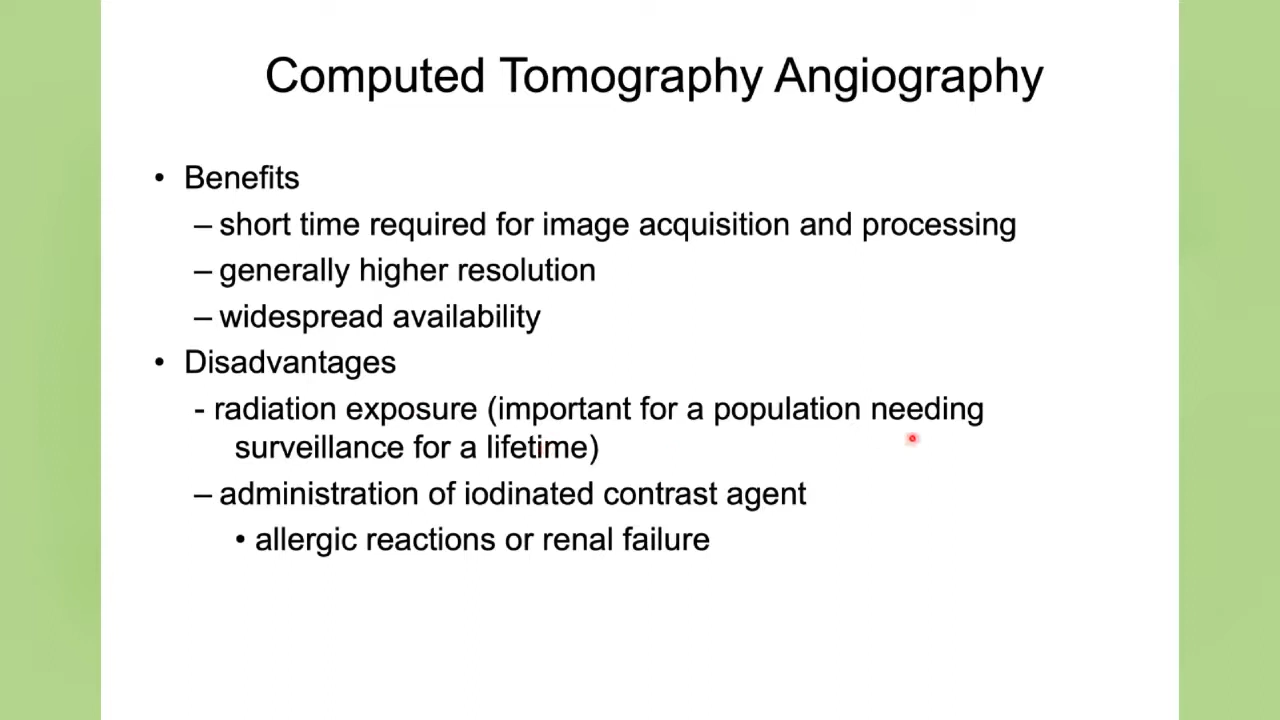 Computed Tomography Angiography
• Benefits
– short time required for image acquisition and processing
– generally higher resolution
– widespread availability
• Disadvantages
- radiation exposure (important for a population needing
surveillance for a lifetime)
– administration of iodinated contrast agent
• allergic reactions or renal failure